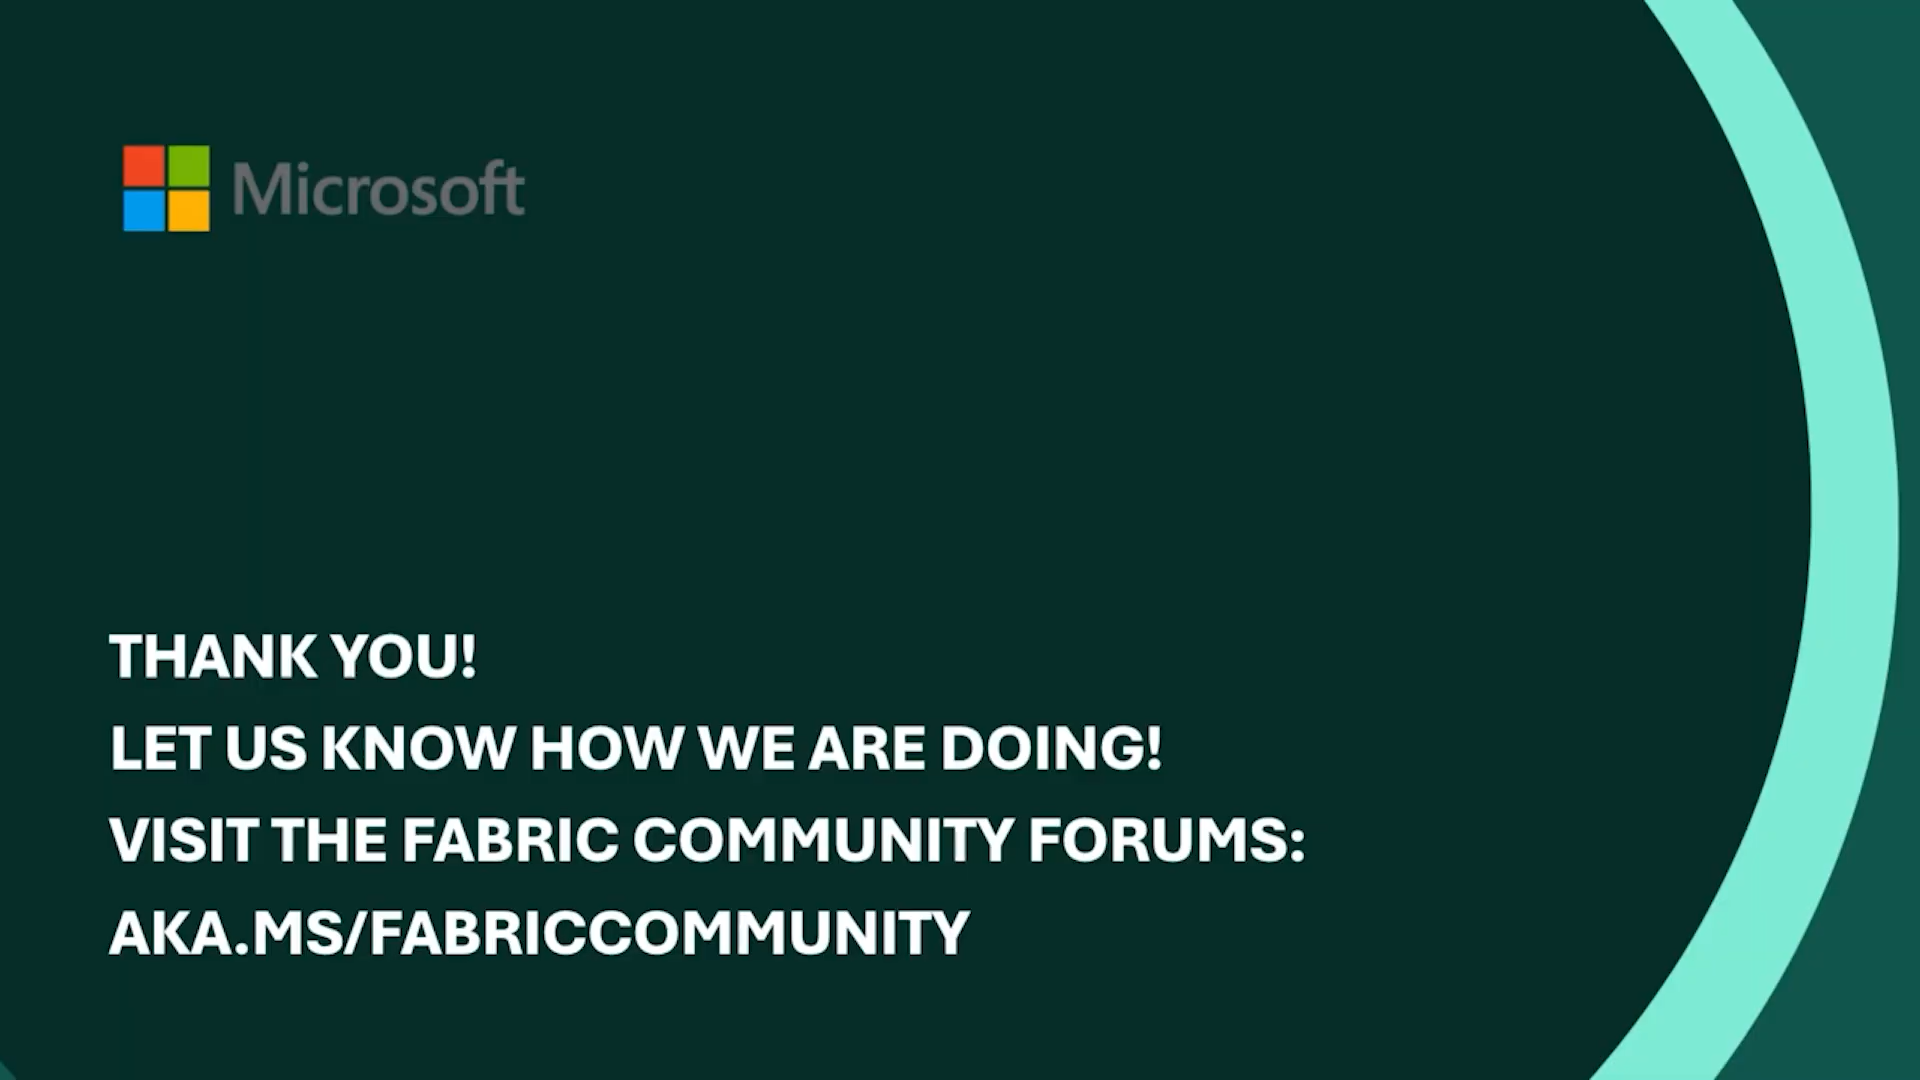 Microsoft
THANK YOU!
LET US KNOW HOW WE ARE DOING!
VISIT THE FABRIC COMMUNITY FORUMS:
AKA.MS/FABRICCOMMUNITY